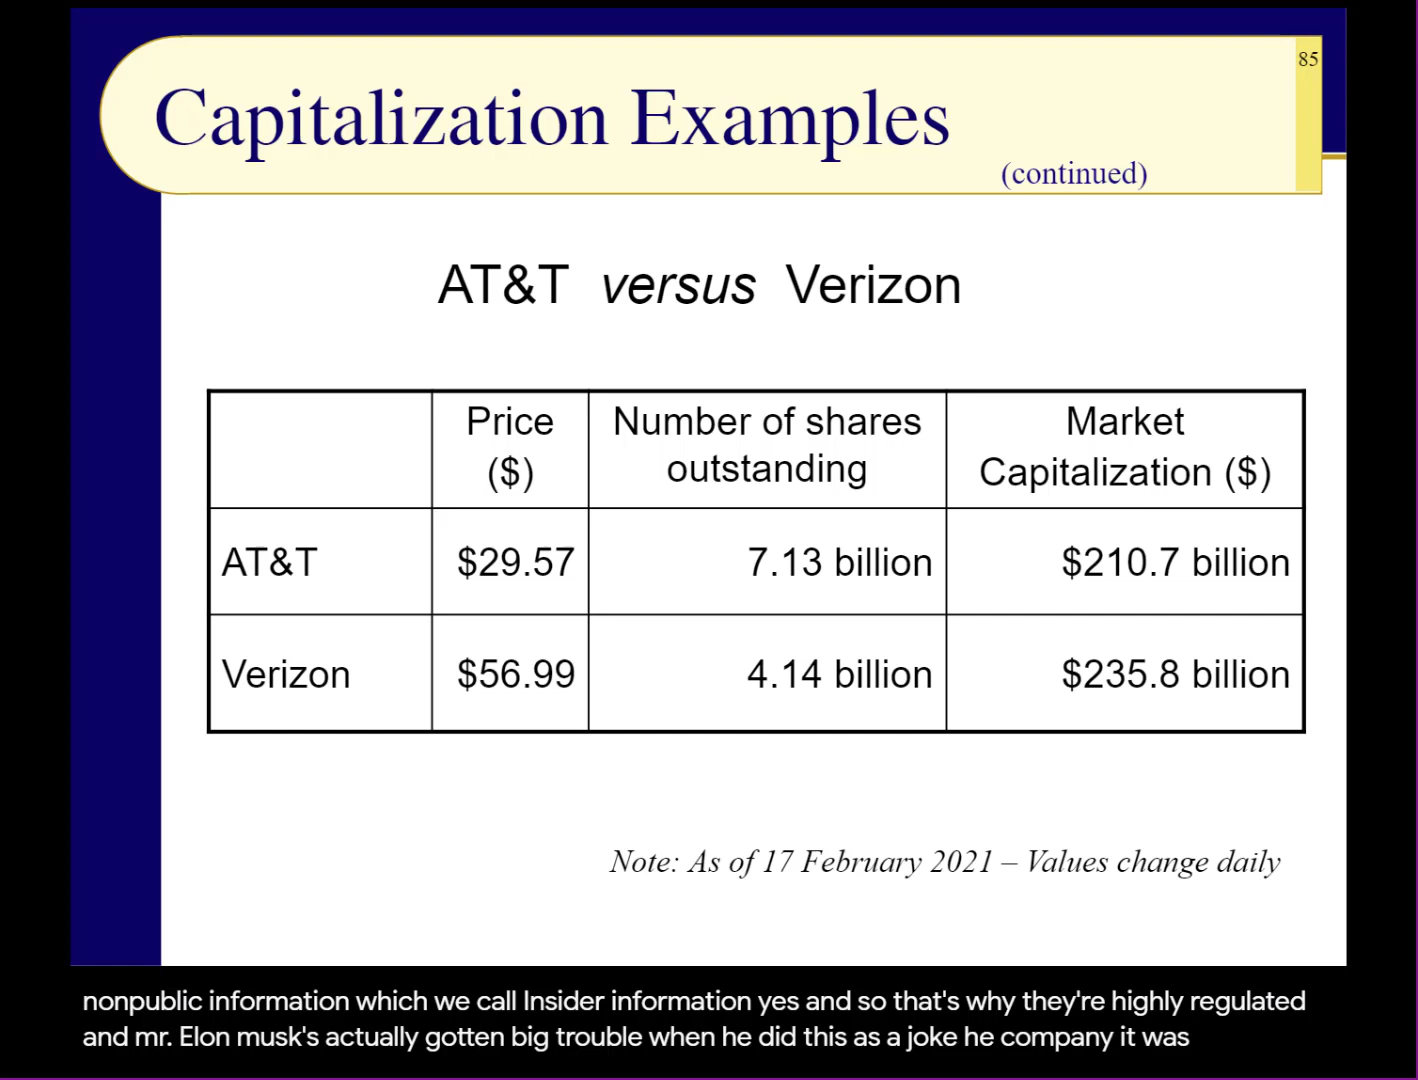 85
Capitalization Examples
(continued)
AT&T versus Verizon
Price ($) Number of shares outstanding Market Capitalization ($)
AT&T $29.57 7.13 billion $210.7 billion
Verizon $56.99 4.14 billion $235.8 billion
Note: As of 17 February 2021 – Values change daily
nonpublic information which we call Insider information yes and so that's why they're highly regulated
and mr. Elon musk's actually gotten big trouble when he did this as a joke he company it was